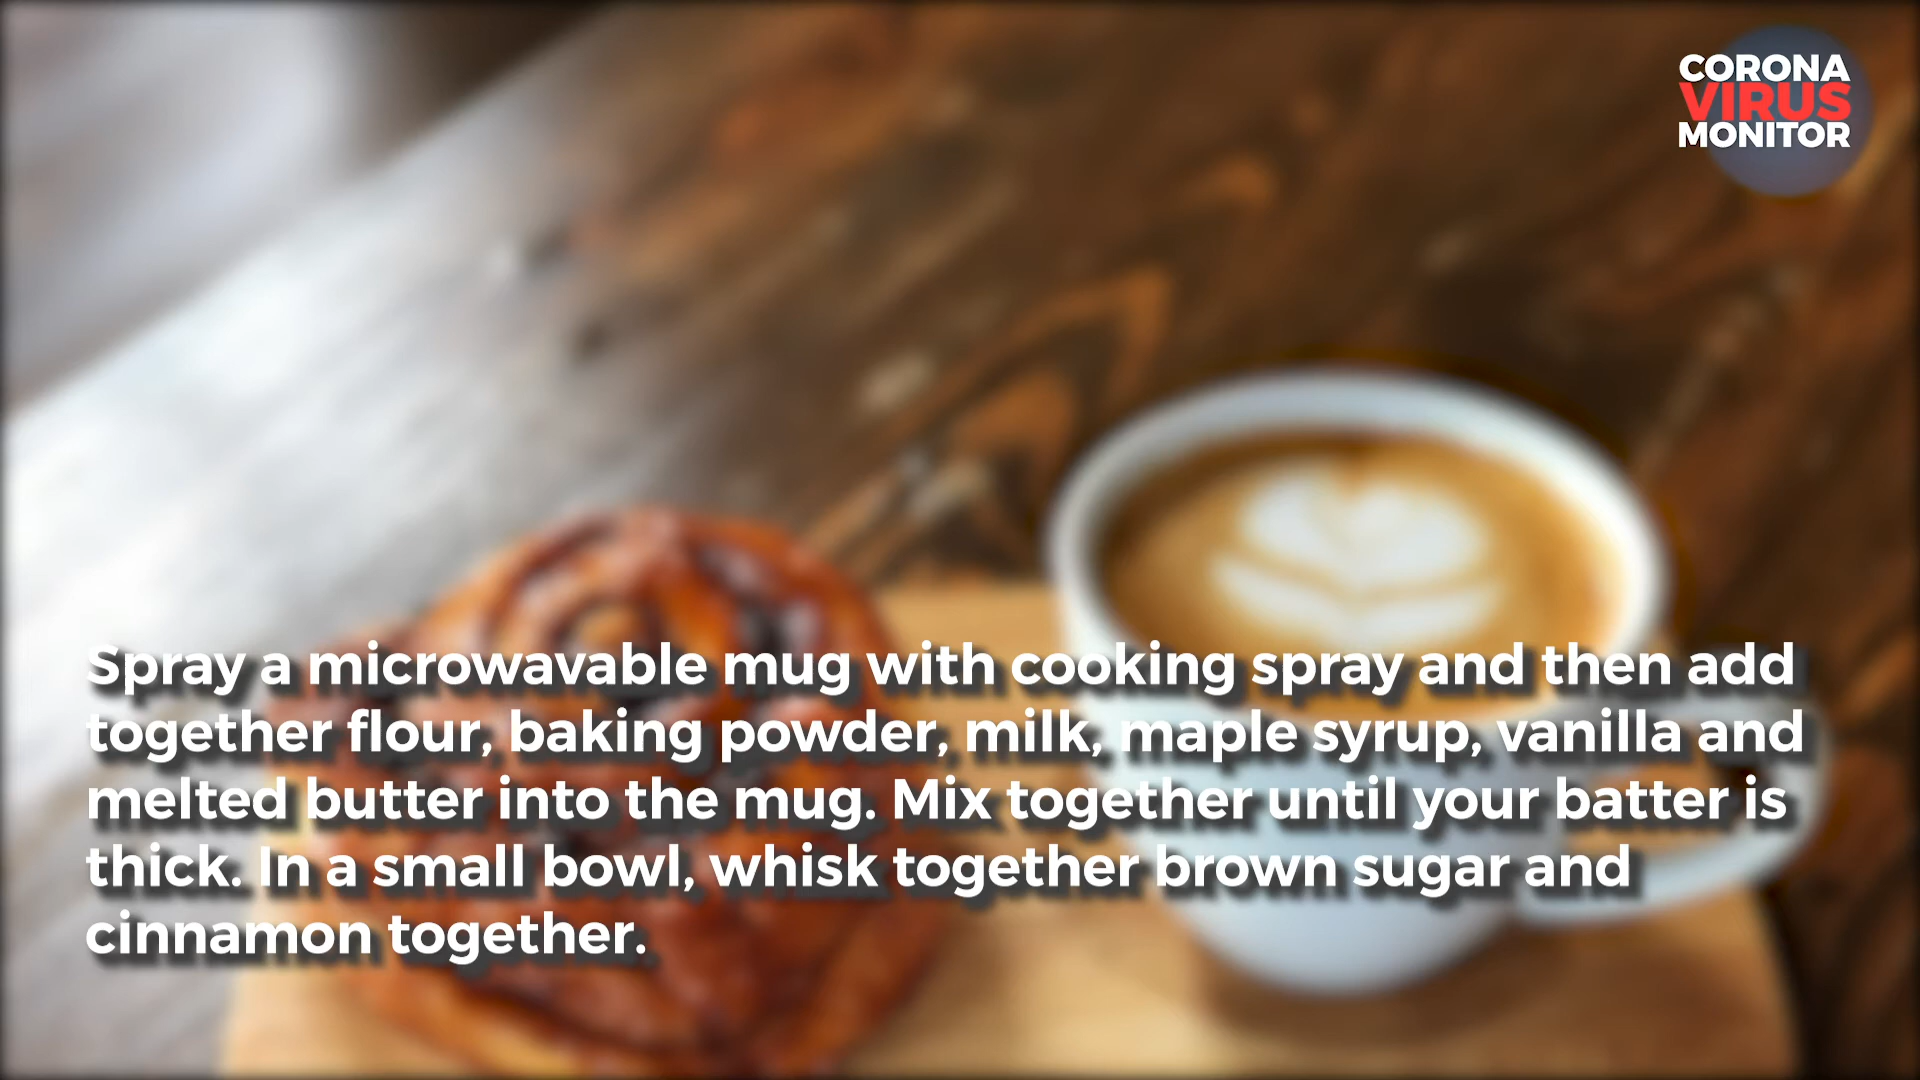 CORONA
VIRUS
MONITOR
Spray a microwavable mug with cooking spray and then add
together flour, baking powder, milk, maple syrup, vanilla and
melted butter into the mug. Mix together until your batter is
thick. In a small bowl, whisk together brown sugar and
cinnamon together.